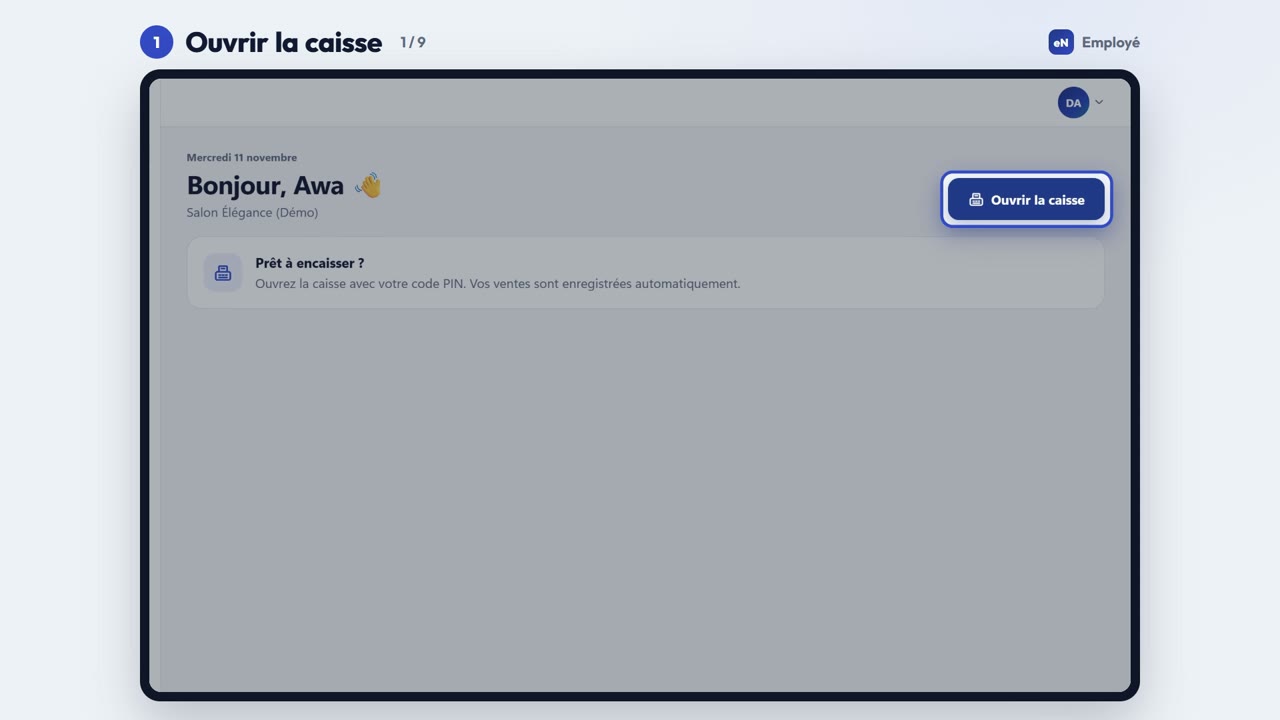 1 Ouvrir la caisse 1 / 9
eN Employé
DA
Mercredi 11 novembre
Bonjour, Awa 👋
Salon Élégance (Démo)
Ouvrir la caisse
Prêt à encaisser ?
Ouvrez la caisse avec votre code PIN. Vos ventes sont enregistrées automatiquement.